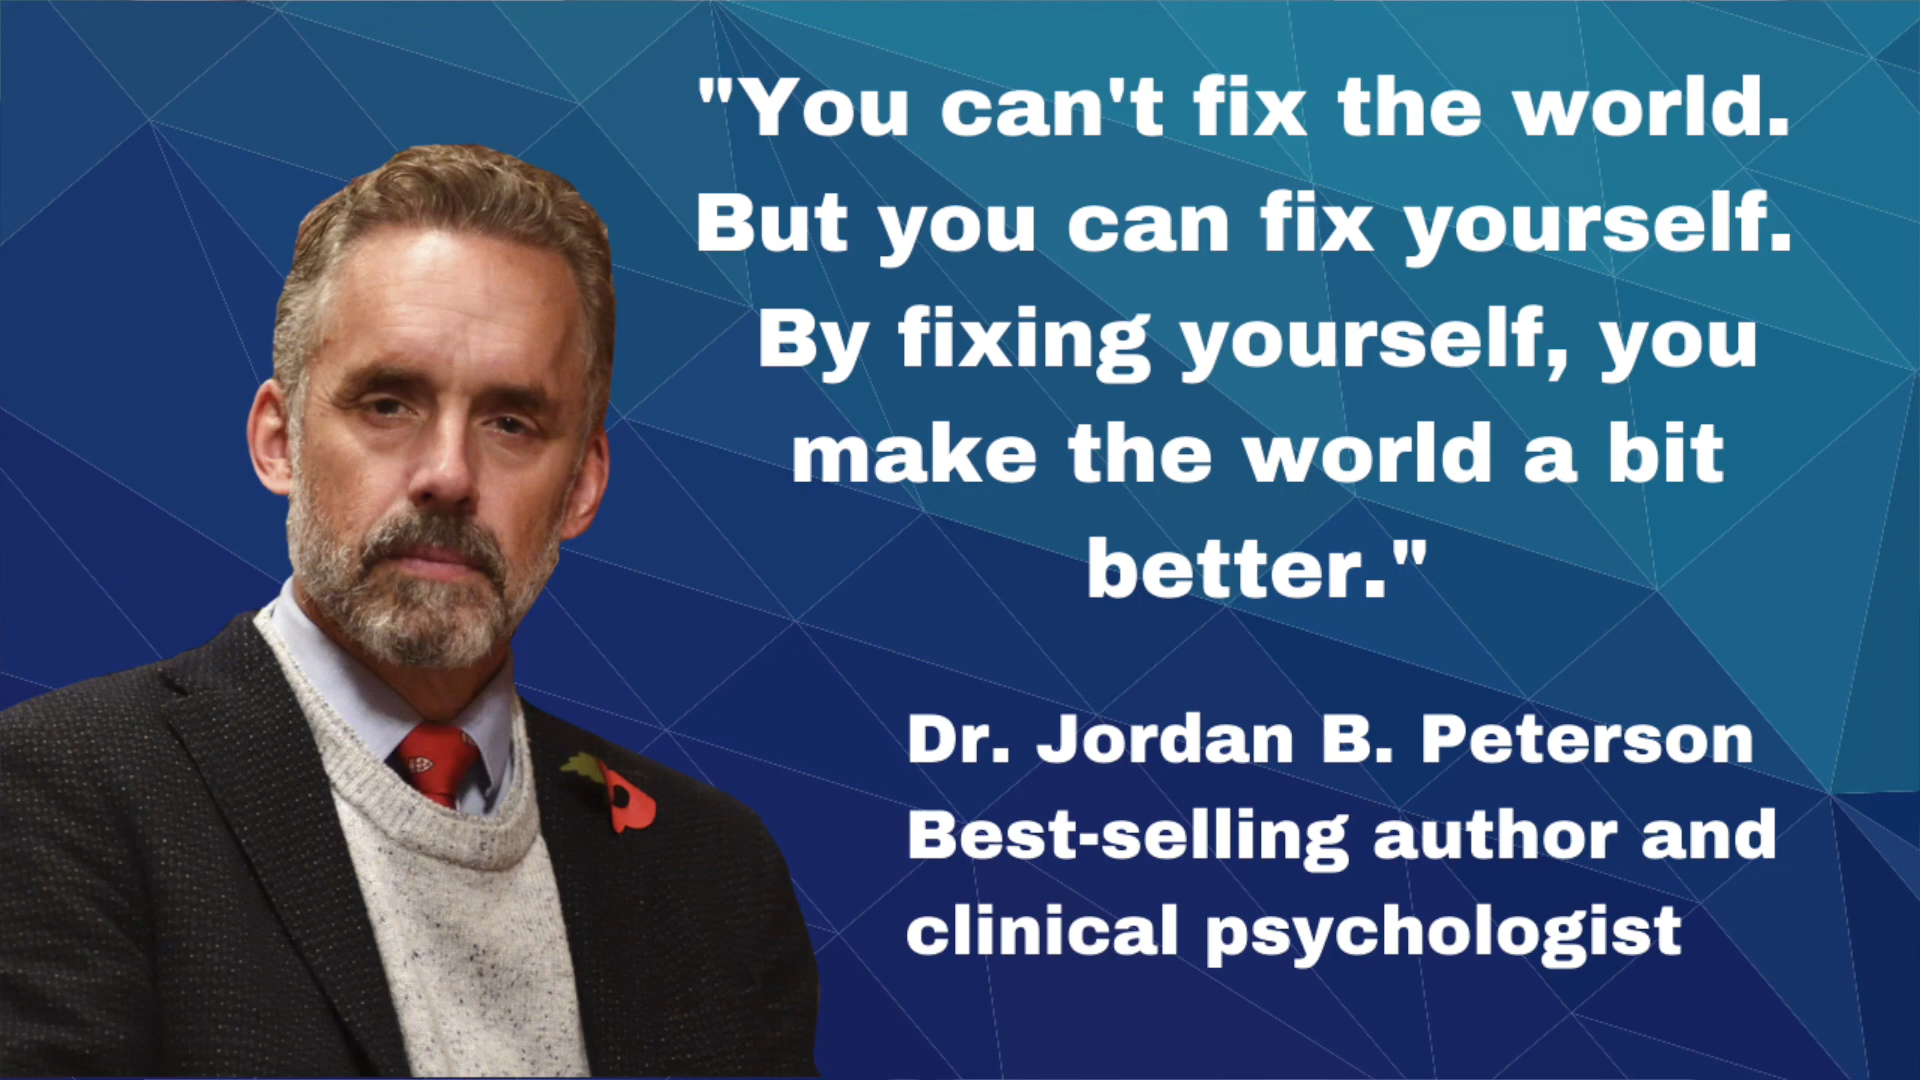 "You can't fix the world.
But you can fix yourself.
By fixing yourself, you
make the world a bit
better."
Dr. Jordan B. Peterson
Best-selling author and
clinical psychologist